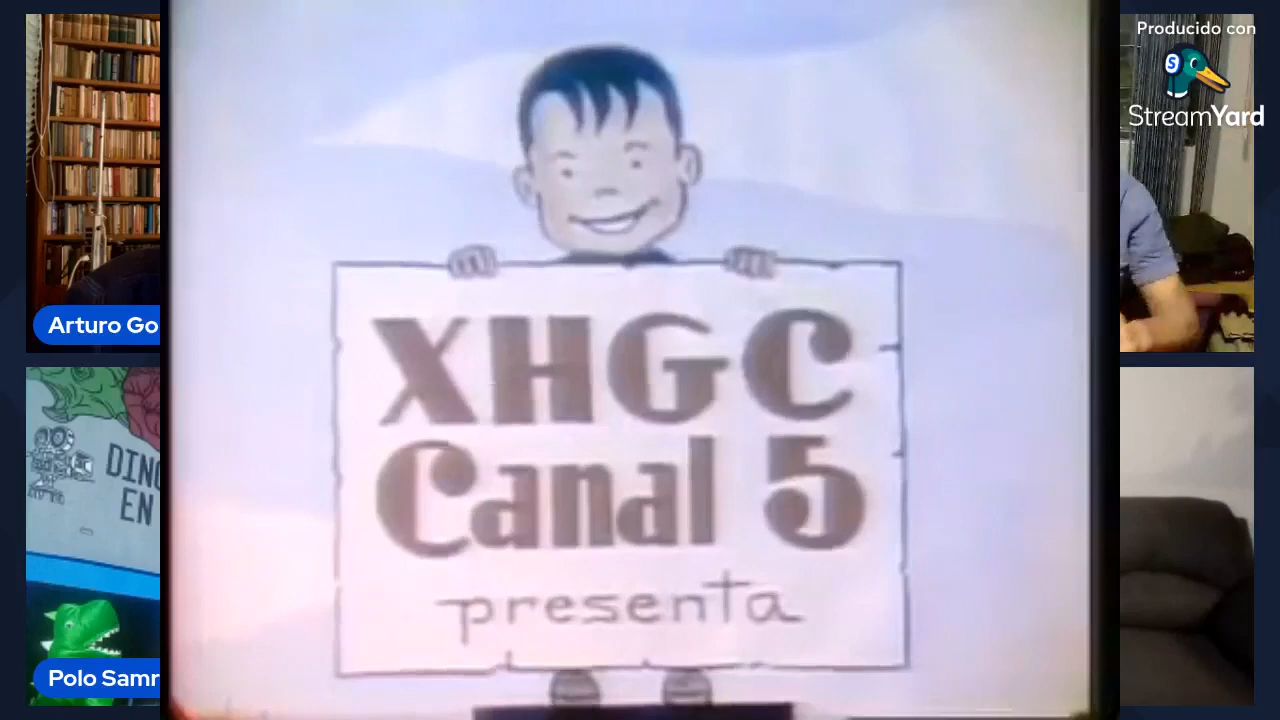 Producido con
S
StreamYard
XHGC
Canal 5
presenta
Arturo Go
DINO
EN
Polo Samr